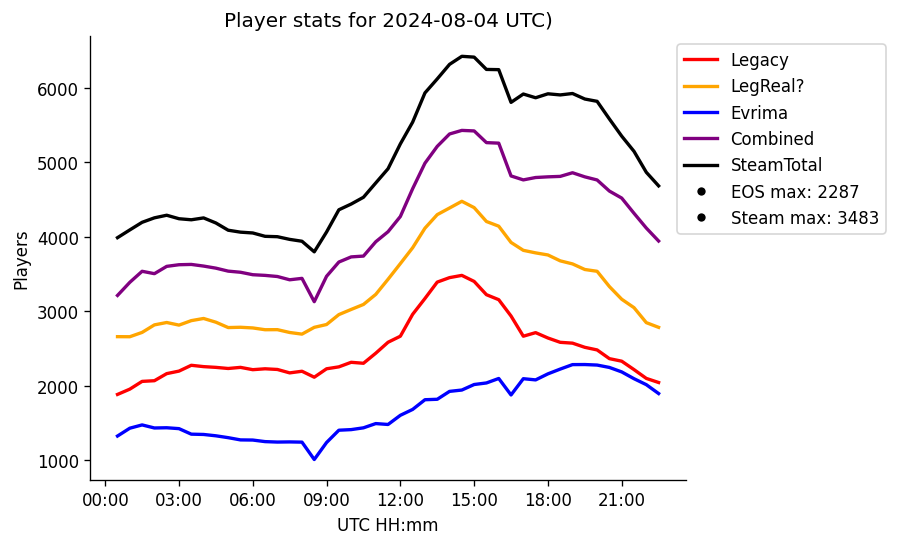 Player stats for 2024-08-04 UTC)
Legacy
LegReal?
Evrima
Combined
SteamTotal
EOS max: 2287
Steam max: 3483
Players
6000
5000
4000
3000
2000
1000
00:00 03:00 06:00 09:00 12:00 15:00 18:00 21:00
UTC HH:mm